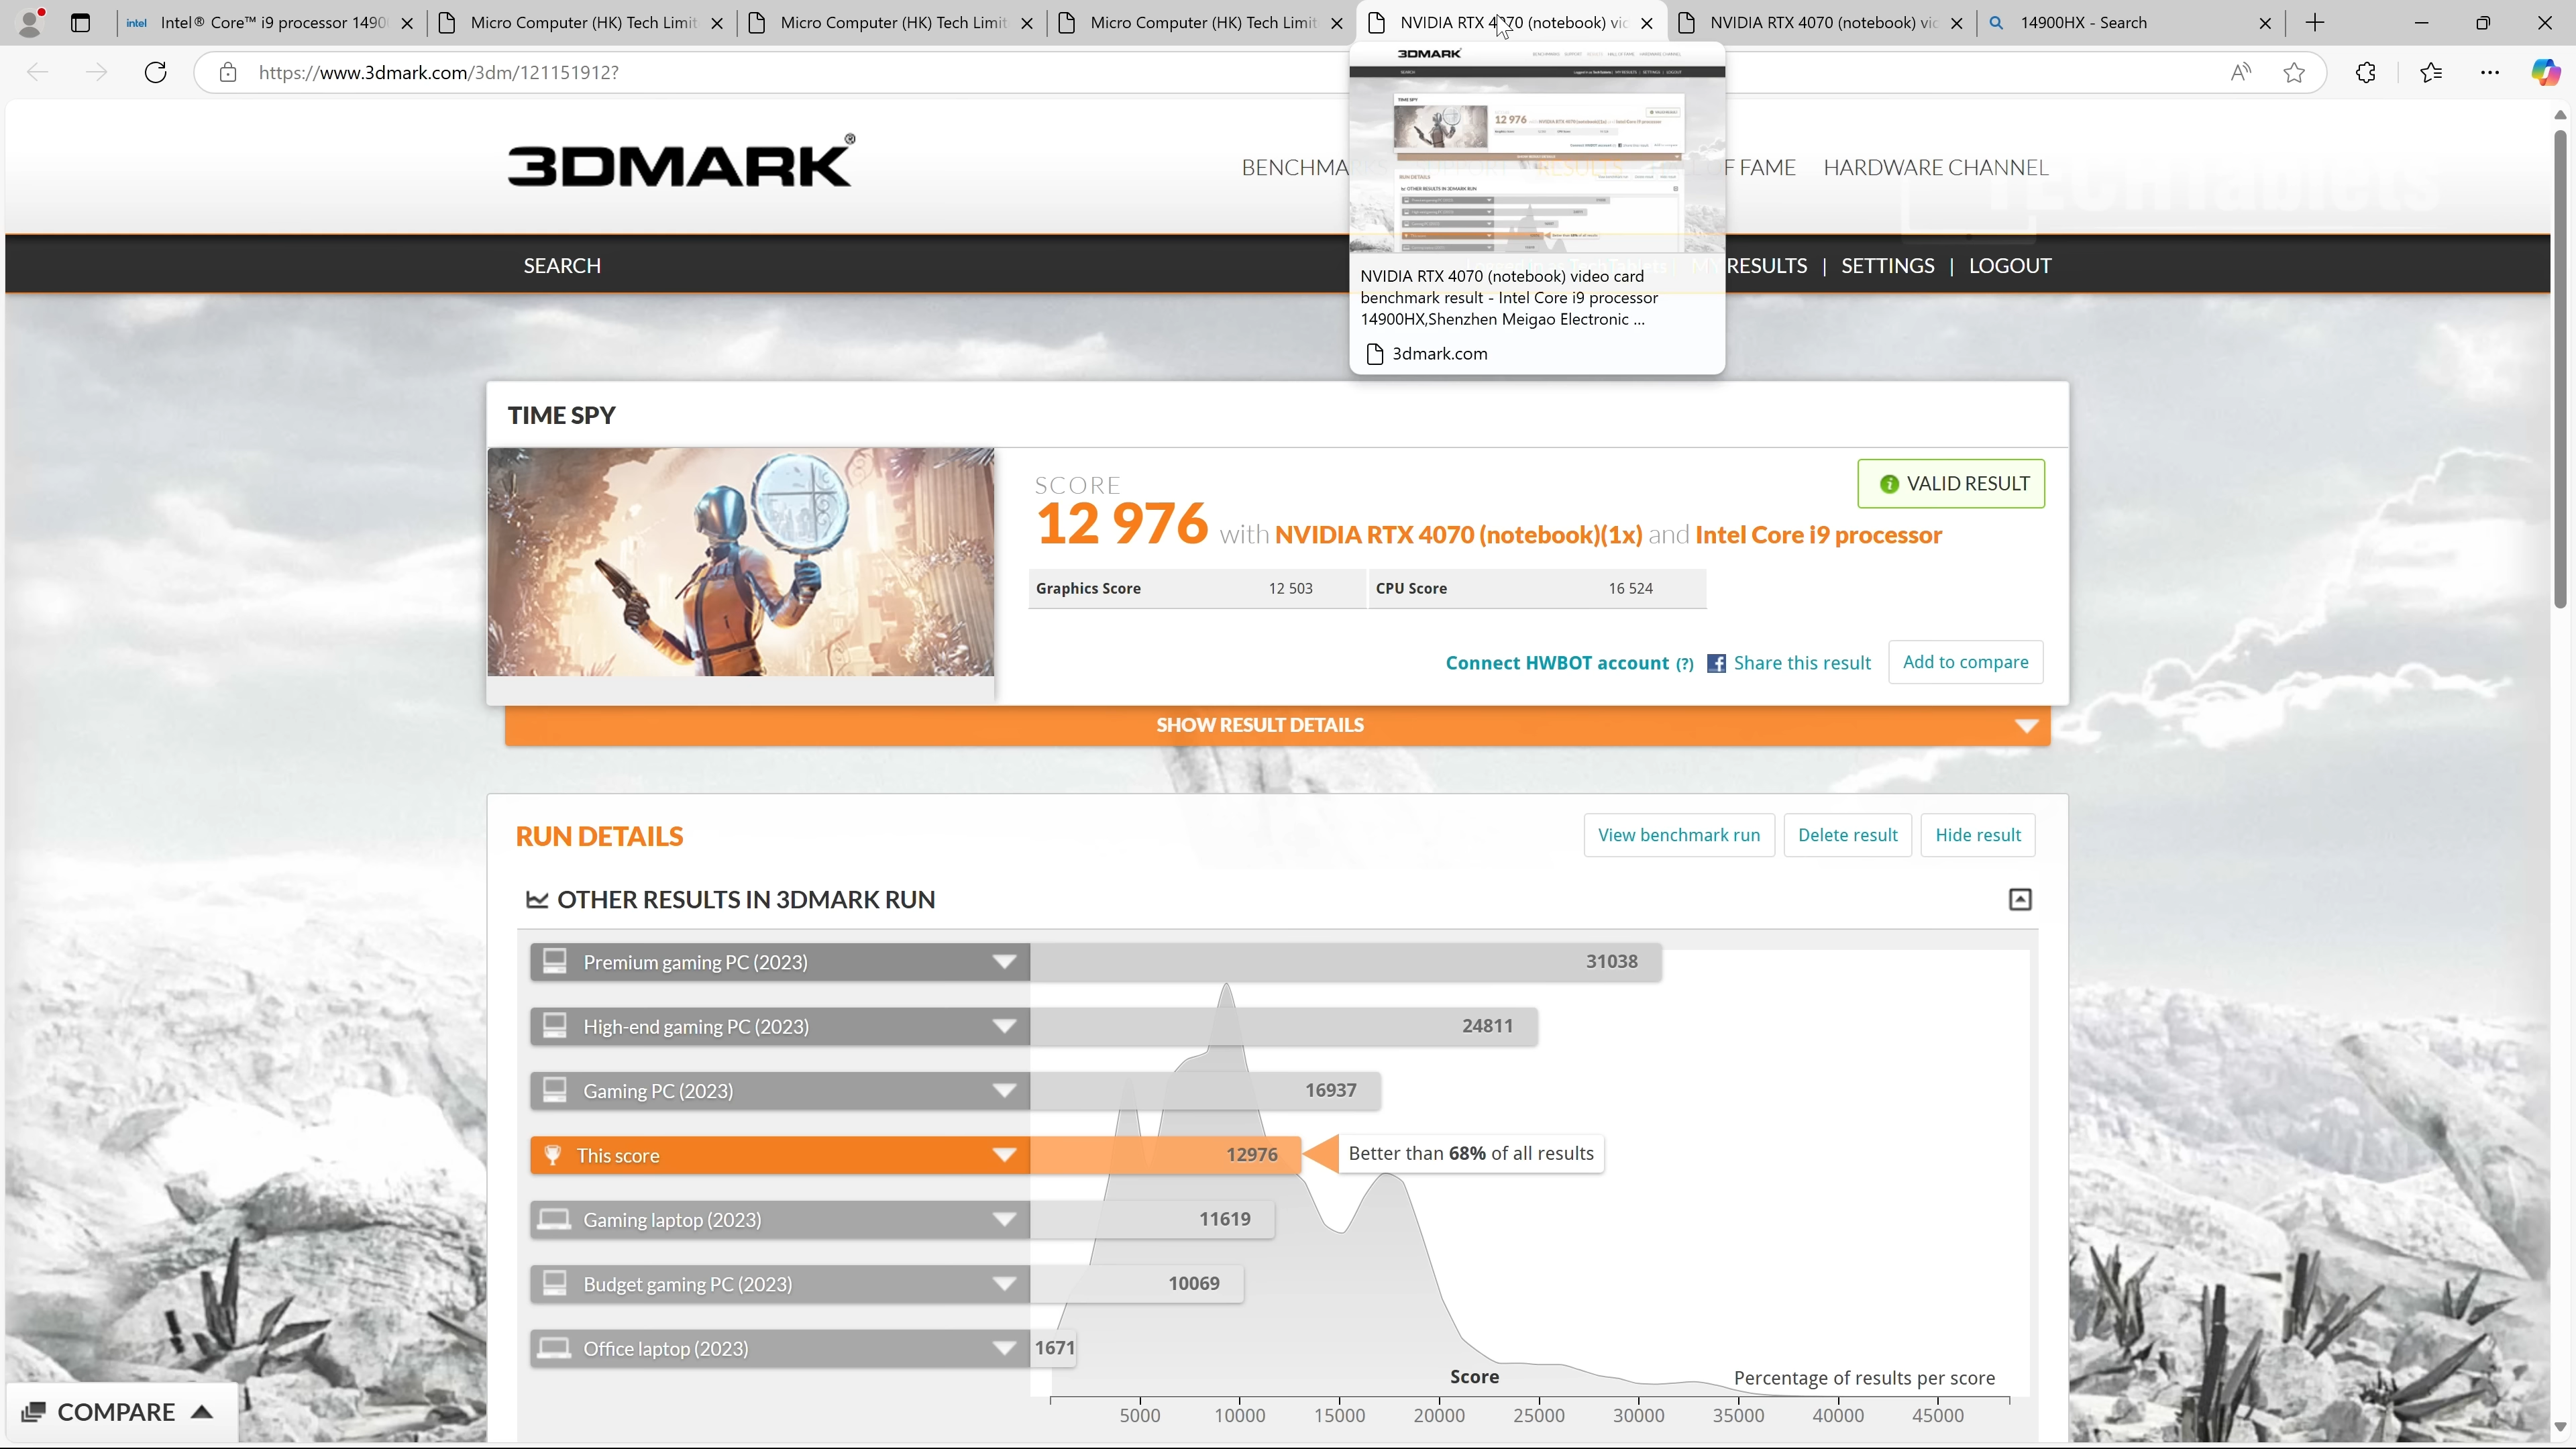 Intel® Core™ i9 processor 1490
Micro Computer (HK) Tech Limit
Micro Computer (HK) Tech Limit
Micro Computer (HK) Tech Limit
NVIDIA RTX 4070 (notebook) vic
NVIDIA RTX 4070 (notebook) vic
14900HX - Search
https://www.3dmark.com/3dm/121151912?
3DMARK®
BENCHMA
F FAME
HARDWARE CHANNEL
SEARCH
RESULTS | SETTINGS | LOGOUT
3DMARK
TIME SPY
12 976
NVIDIA RTX 4070 (notebook) video card
benchmark result - Intel Core i9 processor
14900HX,Shenzhen Meigao Electronic ...
3dmark.com
TIME SPY
VALID RESULT
SCORE
12 976 with NVIDIA RTX 4070 (notebook)(1x) and Intel Core i9 processor
Graphics Score 12 503 CPU Score 16 524
Connect HWBOT account (?) Share this result Add to compare
SHOW RESULT DETAILS
RUN DETAILS
View benchmark run Delete result Hide result
OTHER RESULTS IN 3DMARK RUN
Premium gaming PC (2023) 31038
High-end gaming PC (2023) 24811
Gaming PC (2023) 16937
This score 12976 Better than 68% of all results
Gaming laptop (2023) 11619
Budget gaming PC (2023) 10069
Office laptop (2023) 1671
Score
Percentage of results per score
5000 10000 15000 20000 25000 30000 35000 40000 45000
COMPARE